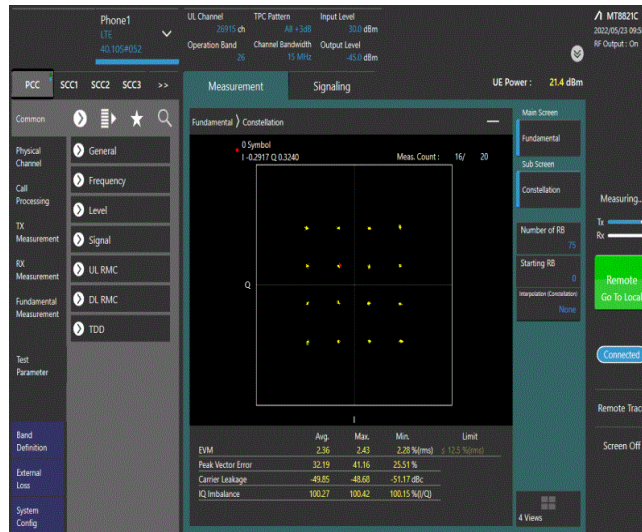 Phone1
LTE
40.105#052
UL Channel
26915 ch
TPC Pattern
All +3dB
Input Level
30.0 dBm
Operation Band
26
Channel Bandwidth
15 MHz
Output Level
-45.0 dBm
MT8821C
2022/05/23 09:5
RF Output : On
PCC SCC1 SCC2 SCC3 >>
Measurement Signaling
UE Power : 21.4 dBm
Common
Physical
Channel
Call
Processing
TX
Measurement
RX
Measurement
Fundamental
Measurement
Test
Parameter
Band
Definition
External
Loss
System
Config
General
Frequency
Level
Signal
UL RMC
DL RMC
TDD
Fundamental Constellation
0 Symbol
I -0.2917 Q 0.3240
Meas. Count : 16/ 20
Q
I
Avg. Max. Min. Limit
EVM 2.36 2.43 2.28 %(rms) ≤ 12.5 %(rms)
Peak Vector Error 32.19 41.16 25.51 %
Carrier Leakage -49.85 -48.68 -51.17 dBc
IQ Imbalance 100.27 100.42 100.15 %(I/Q)
Main Screen
Fundamental
Sub Screen
Constellation
Number of RB
75
Starting RB
0
Interpolation (Constellation)
None
4 Views
Measuring...
Tx
Rx
Remote
Go To Local
Connected
Remote Trac
Screen Off